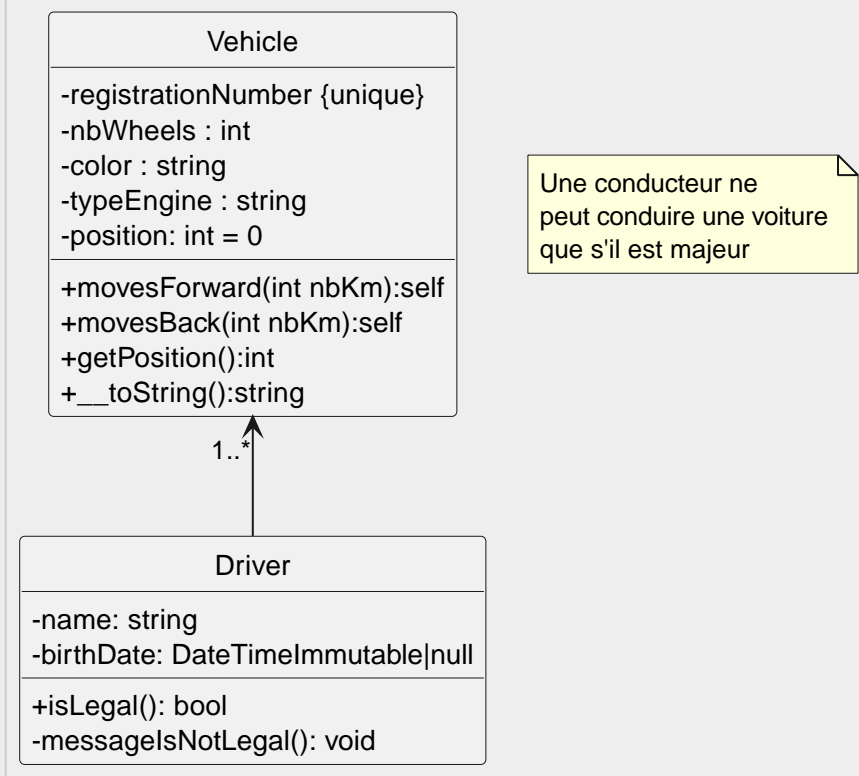 Vehicle
-registrationNumber {unique}
-nbWheels : int
-color : string
-typeEngine : string
-position: int = 0
+movesForward(int nbKm):self
+movesBack(int nbKm):self
+getPosition():int
+__toString():string
Une conducteur ne
peut conduire une voiture
que s'il est majeur
1..*
Driver
-name: string
-birthDate: DateTimeImmutable|null
+isLegal(): bool
-messageIsNotLegal(): void